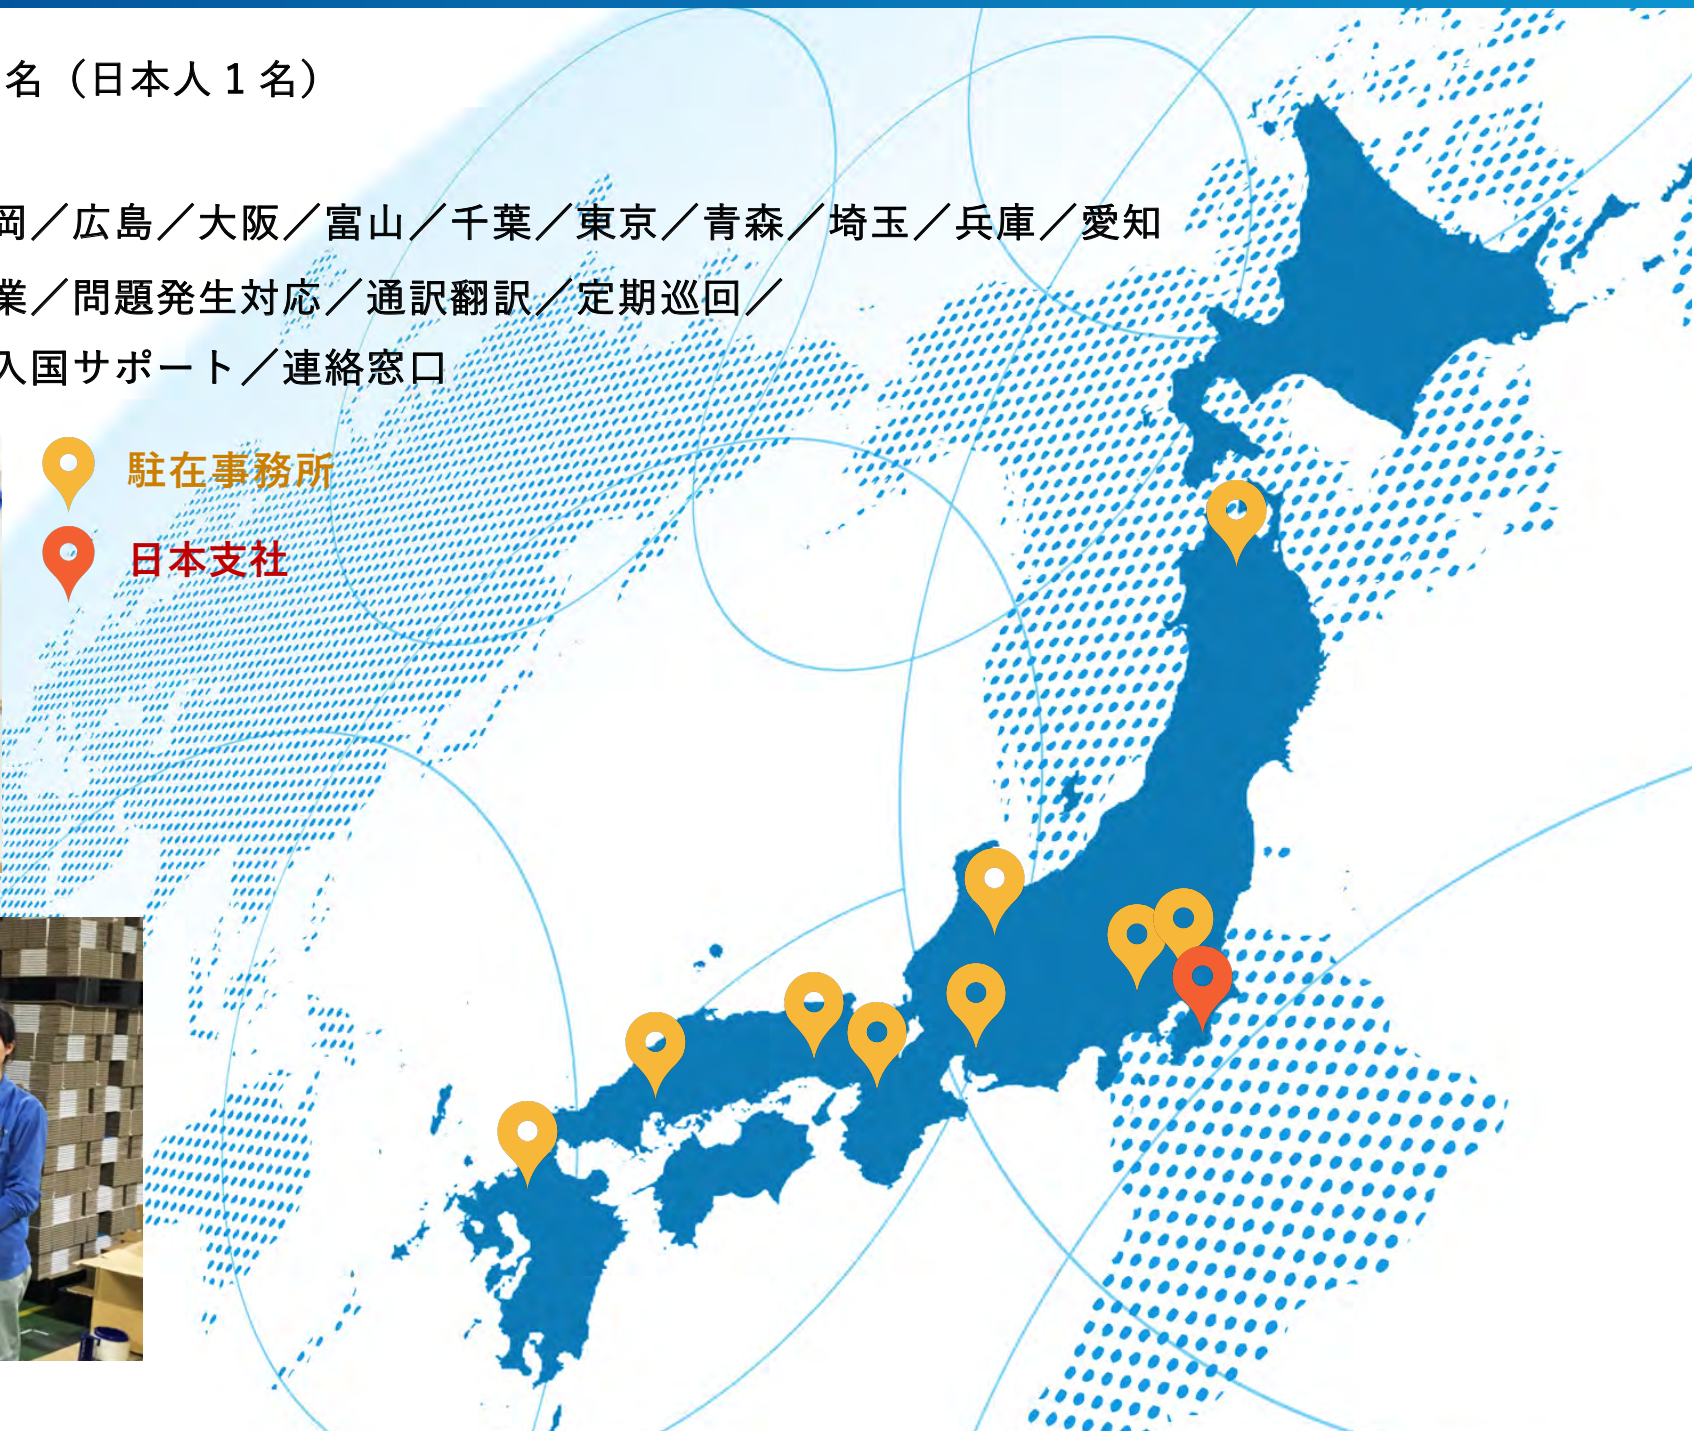 名（日本人１名）
岡／広島／大阪／富山／千葉／東京／青森／埼玉／兵庫／愛知
業／問題発生対応／通訳翻訳／定期巡回／
入国サポート／連絡窓口
駐在事務所
日本支社